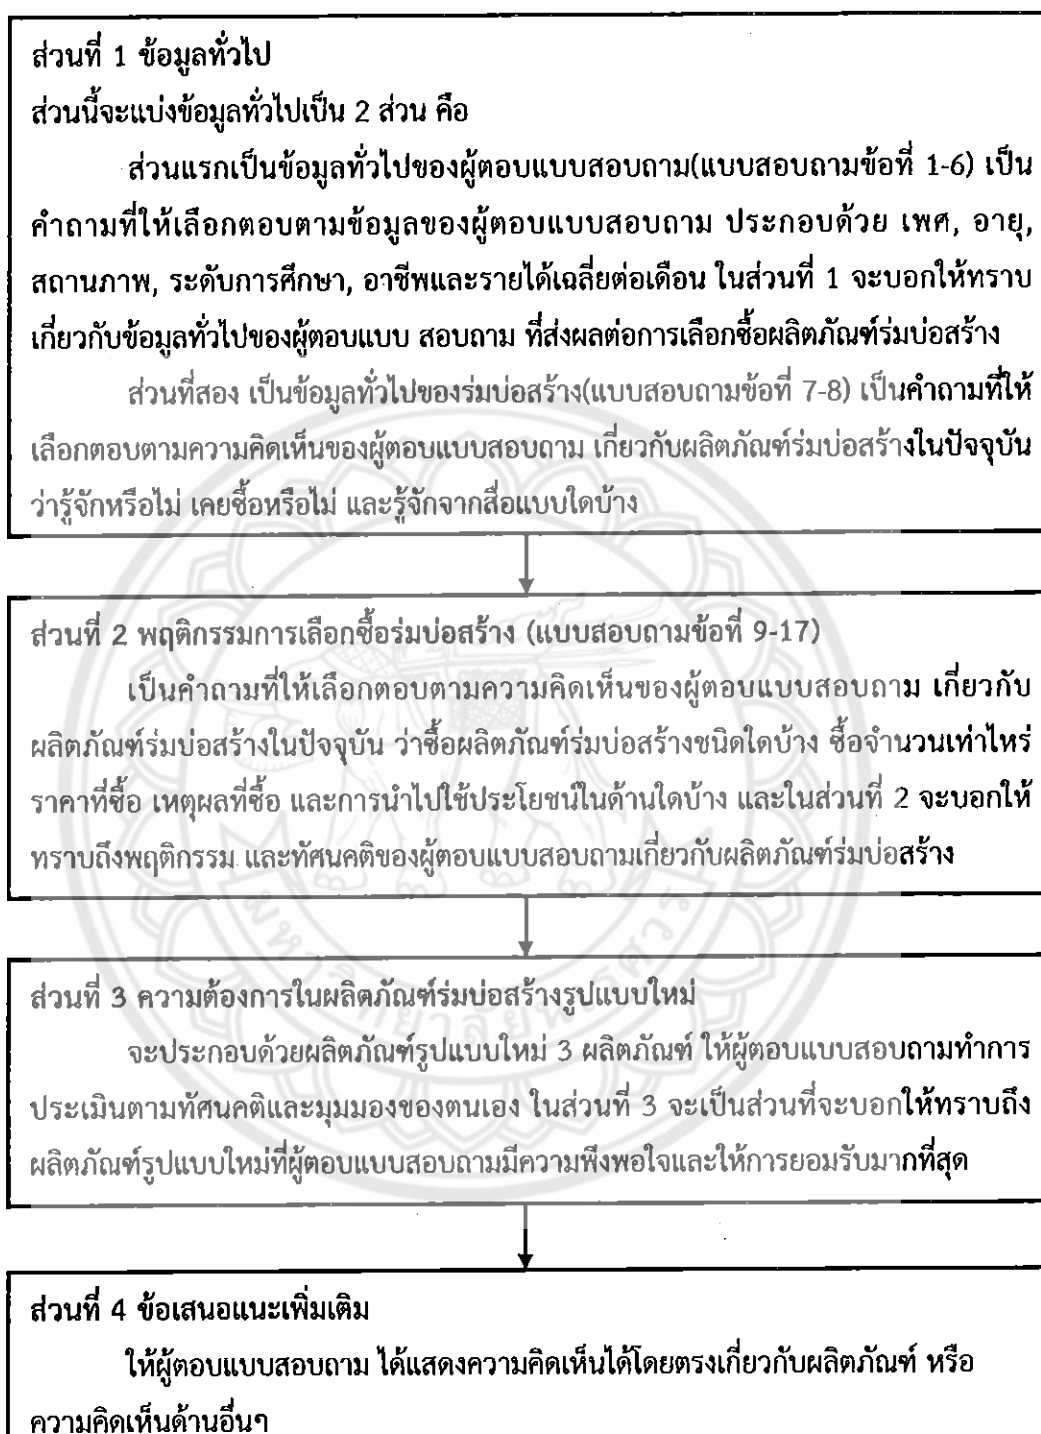 ส่วนที่ 1 ข้อมูลทั่วไป
ส่วนนี้จะแบ่งข้อมูลทั่วไปเป็น 2 ส่วน คือ
ส่วนแรกเป็นข้อมูลทั่วไปของผู้ตอบแบบสอบถาม(แบบสอบถามข้อที่ 1-6) เป็น
คำถามที่ให้เลือกตอบตามข้อมูลของผู้ตอบแบบสอบถาม ประกอบด้วย เพศ, อายุ,
สถานภาพ, ระดับการศึกษา, อาชีพและรายได้เฉลี่ยต่อเดือน ในส่วนที่ 1 จะบอกให้ทราบ
เกี่ยวกับข้อมูลทั่วไปของผู้ตอบแบบ สอบถาม ที่ส่งผลต่อการเลือกซื้อผลิตภัณฑ์ร่มบ่อสร้าง
ส่วนที่สอง เป็นข้อมูลทั่วไปของร่มบ่อสร้าง(แบบสอบถามข้อที่ 7-8) เป็นคำถามที่ให้
เลือกตอบตามความคิดเห็นของผู้ตอบแบบสอบถาม เกี่ยวกับผลิตภัณฑ์ร่มบ่อสร้างในปัจจุบัน
ว่ารู้จักหรือไม่ เคยซื้อหรือไม่ และรู้จักจากสื่อแบบใดบ้าง
ส่วนที่ 2 พฤติกรรมการเลือกซื้อร่มบ่อสร้าง (แบบสอบถามข้อที่ 9-17)
เป็นคำถามที่ให้เลือกตอบตามความคิดเห็นของผู้ตอบแบบสอบถาม เกี่ยวกับ
ผลิตภัณฑ์ร่มบ่อสร้างในปัจจุบัน ว่าซื้อผลิตภัณฑ์ร่มบ่อสร้างชนิดใดบ้าง ซื้อจำนวนเท่าไหร่
ราคาที่ซื้อ เหตุผลที่ซื้อ และการนำไปใช้ประโยชน์ในด้านใดบ้าง และในส่วนที่ 2 จะบอกให้
ทราบถึงพฤติกรรม และทัศนคติของผู้ตอบแบบสอบถามเกี่ยวกับผลิตภัณฑ์ร่มบ่อสร้าง
ส่วนที่ 3 ความต้องการในผลิตภัณฑ์ร่มบ่อสร้างรูปแบบใหม่
จะประกอบด้วยผลิตภัณฑ์รูปแบบใหม่ 3 ผลิตภัณฑ์ ให้ผู้ตอบแบบสอบถามทำการ
ประเมินตามทัศนคติและมุมมองของตนเอง ในส่วนที่ 3 จะเป็นส่วนที่จะบอกให้ทราบถึง
ผลิตภัณฑ์รูปแบบใหม่ที่ผู้ตอบแบบสอบถามมีความพึงพอใจและให้การยอมรับมากที่สุด
มหาวิทยาลัยนเรศวร
ส่วนที่ 4 ข้อเสนอแนะเพิ่มเติม
ให้ผู้ตอบแบบสอบถาม ได้แสดงความคิดเห็นได้โดยตรงเกี่ยวกับผลิตภัณฑ์ หรือ
ความคิดเห็นด้านอื่นๆ